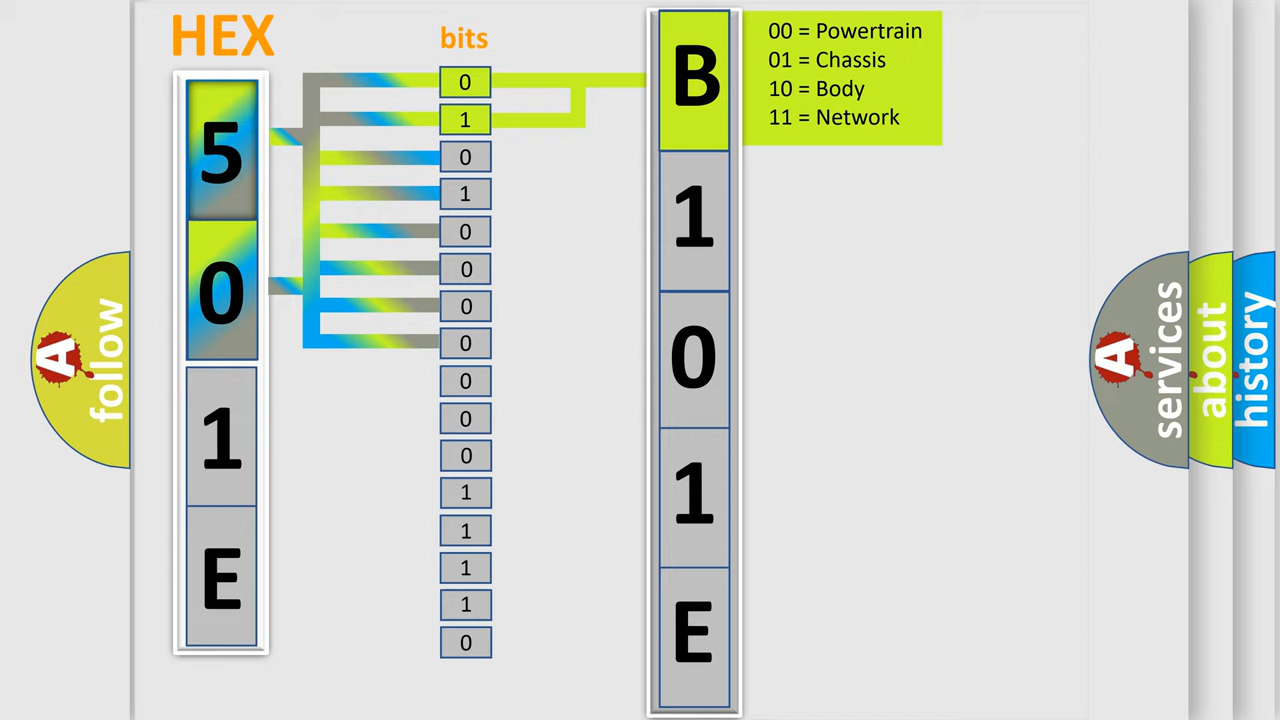 HEX
bits
5
0
1
E
0
1
0
1
0
0
0
0
0
0
0
1
1
1
1
0
B
1
0
1
E
00 = Powertrain
01 = Chassis
10 = Body
11 = Network
A
follow
A
services
about
history